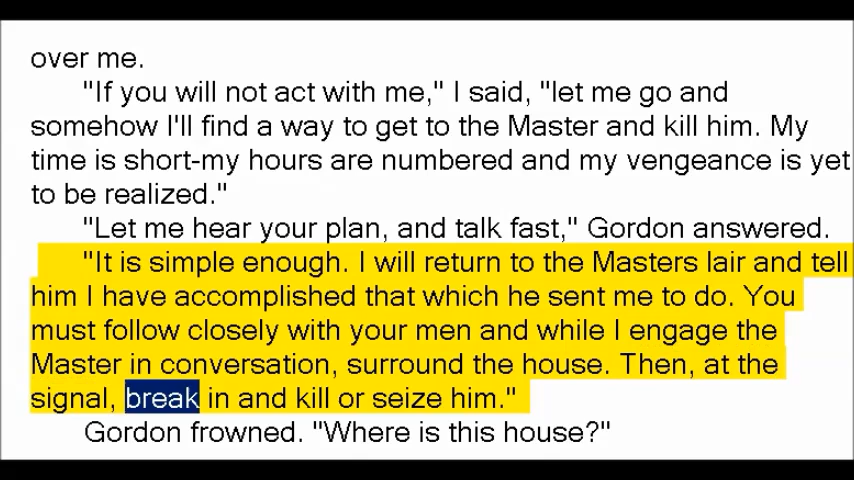 over me.
"If you will not act with me," I said, "let me go and
somehow I'll find a way to get to the Master and kill him. My
time is short-my hours are numbered and my vengeance is yet
to be realized."
"Let me hear your plan, and talk fast," Gordon answered.
"It is simple enough. I will return to the Masters lair and tell
him I have accomplished that which he sent me to do. You
must follow closely with your men and while I engage the
Master in conversation, surround the house. Then, at the
signal, break in and kill or seize him."
Gordon frowned. "Where is this house?"